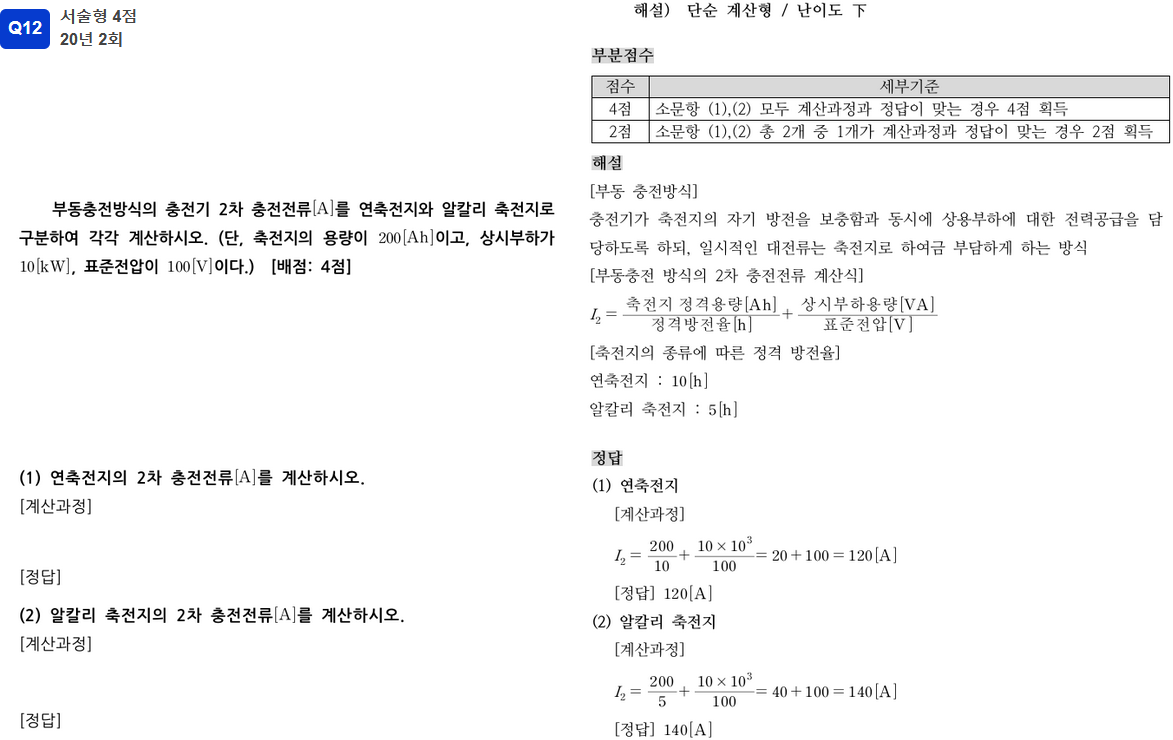 Q12
서술형 4점
20년 2회
부동충전방식의 충전기 2차 충전전류[A]를 연축전지와 알칼리 축전지로
구분하여 각각 계산하시오. (단, 축전지의 용량이 200[Ah]이고, 상시부하가
10[kW], 표준전압이 100[V]이다.) [배점: 4점]
(1) 연축전지의 2차 충전전류[A]를 계산하시오.
[계산과정]
[정답]
(2) 알칼리 축전지의 2차 충전전류[A]를 계산하시오.
[계산과정]
[정답]
해설) 단순 계산형 / 난이도 下
부분점수
점수 세부기준
4점 소문항 (1),(2) 모두 계산과정과 정답이 맞는 경우 4점 획득
2점 소문항 (1),(2) 총 2개 중 1개가 계산과정과 정답이 맞는 경우 2점 획득
해설
[부동 충전방식]
충전기가 축전지의 자기 방전을 보충함과 동시에 상용부하에 대한 전력공급을 담
당하도록 하되, 일시적인 대전류는 축전지로 하여금 부담하게 하는 방식
[부동충전 방식의 2차 충전전류 계산식]
I₂ = 축전지 정격용량[Ah]/정격방전율[h] + 상시부하용량[VA]/표준전압[V]
[축전지의 종류에 따른 정격 방전율]
연축전지 : 10[h]
알칼리 축전지 : 5[h]
정답
(1) 연축전지
[계산과정]
I₂ = 200/10 + 10×10³/100 = 20+100 = 120[A]
[정답] 120[A]
(2) 알칼리 축전지
[계산과정]
I₂ = 200/5 + 10×10³/100 = 40+100 = 140[A]
[정답] 140[A]